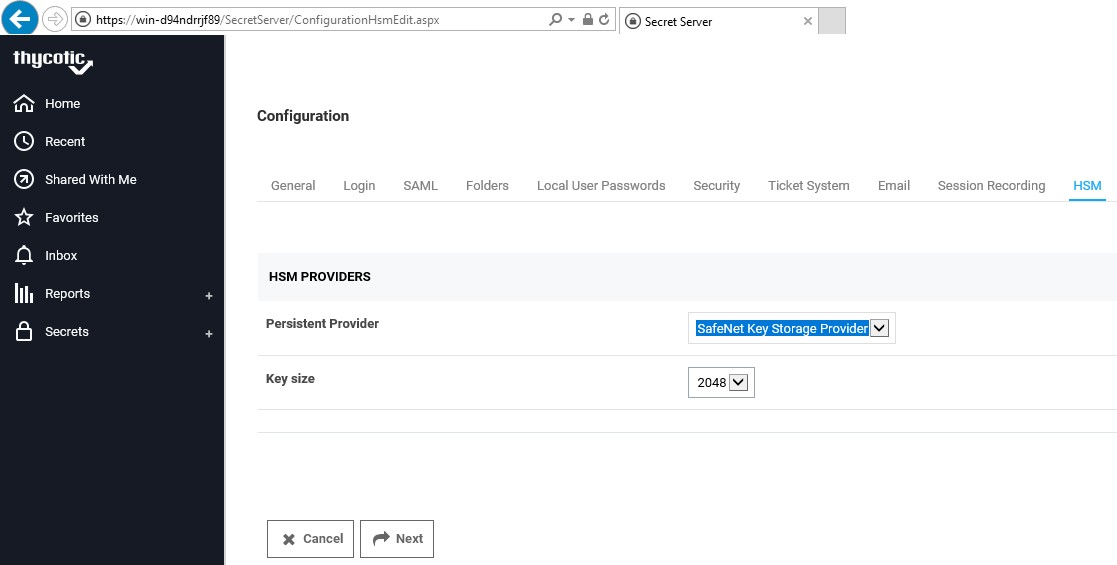 https://win-d94ndrrjf89/SecretServer/ConfigurationHsmEdit.aspx
Secret Server
thycotic
Home
Recent
Shared With Me
Favorites
Inbox
Reports +
Secrets +
Configuration
General Login SAML Folders Local User Passwords Security Ticket System Email Session Recording HSM
HSM PROVIDERS
Persistent Provider SafeNet Key Storage Provider
Key size 2048
Cancel Next